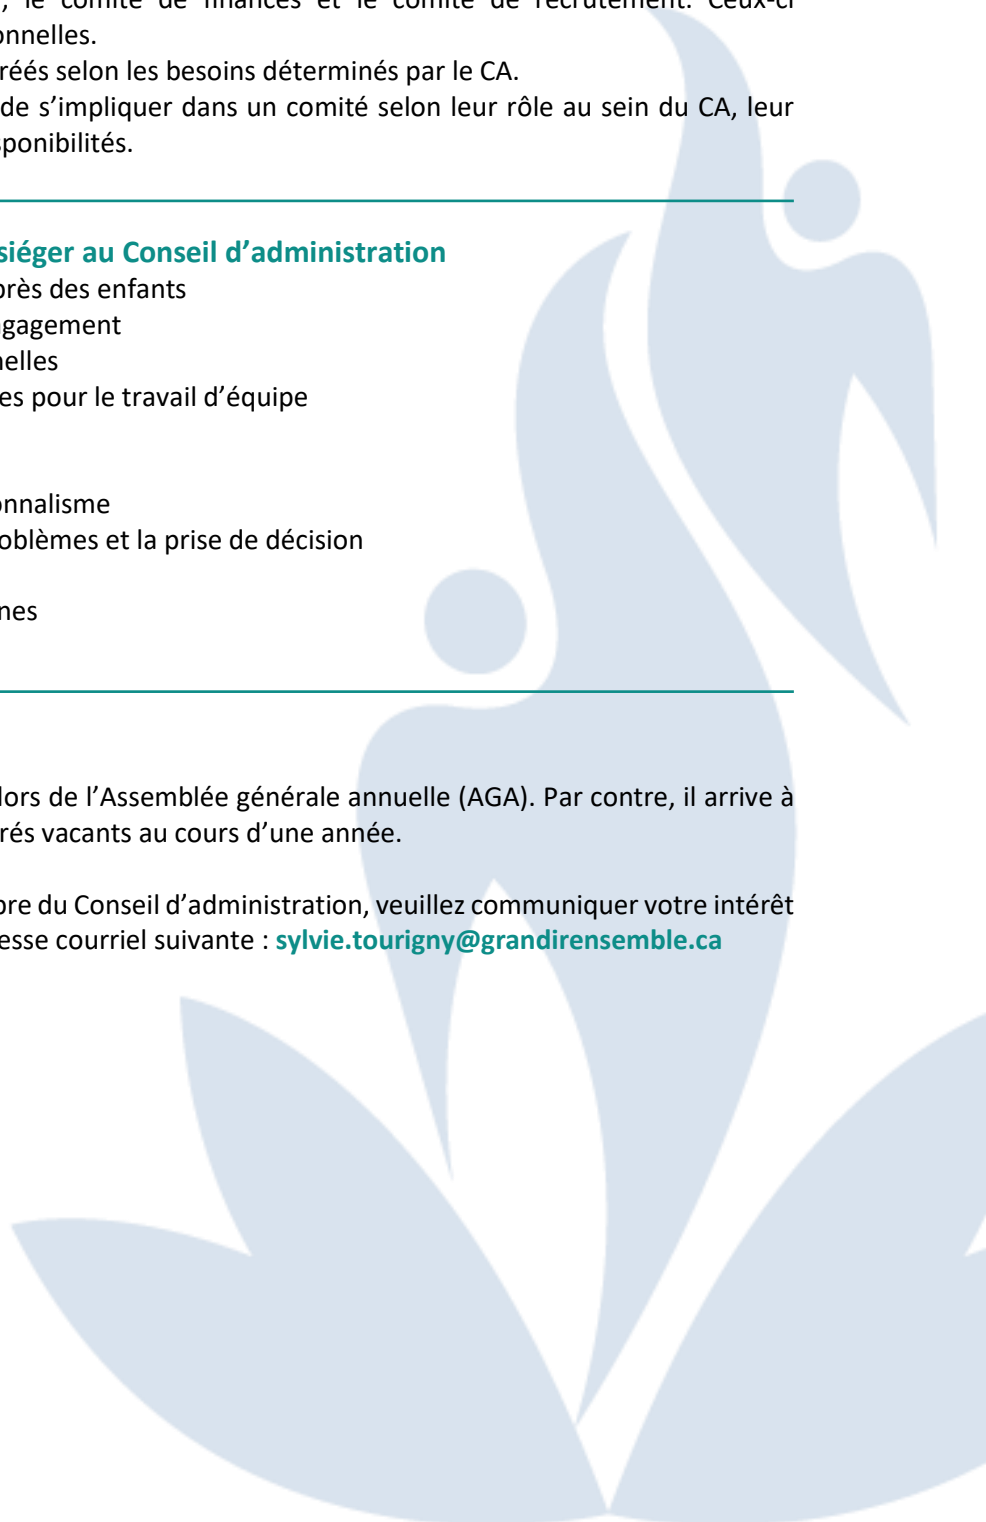 , le comité de finances et le comité de recrutement. Ceux-ci
onnelles.
réés selon les besoins déterminés par le CA.
de s’impliquer dans un comité selon leur rôle au sein du CA, leur
sponibilités.
siéger au Conseil d’administration
près des enfants
ngagement
nelles
es pour le travail d’équipe
onnalisme
oblèmes et la prise de décision
nes
lors de l’Assemblée générale annuelle (AGA). Par contre, il arrive à
rés vacants au cours d’une année.
bre du Conseil d’administration, veuillez communiquer votre intérêt
esse courriel suivante : sylvie.tourigny@grandirensemble.ca